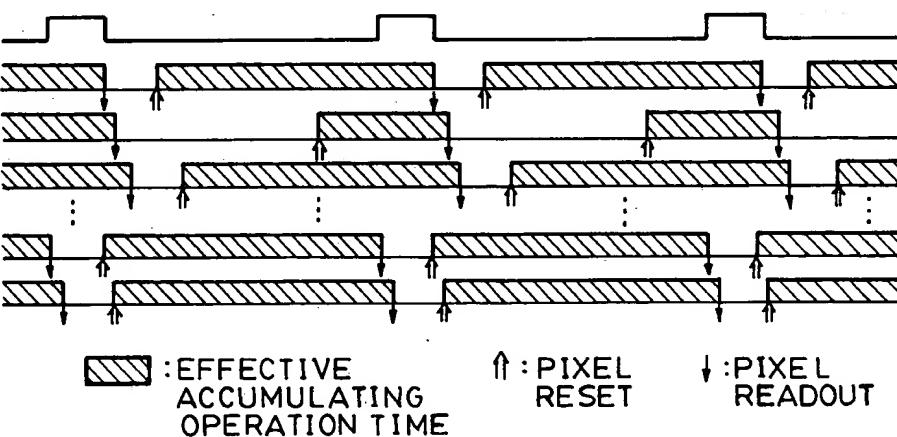 :EFFECTIVE
ACCUMULATING
OPERATION TIME
:PIXEL
RESET
:PIXEL
READOUT